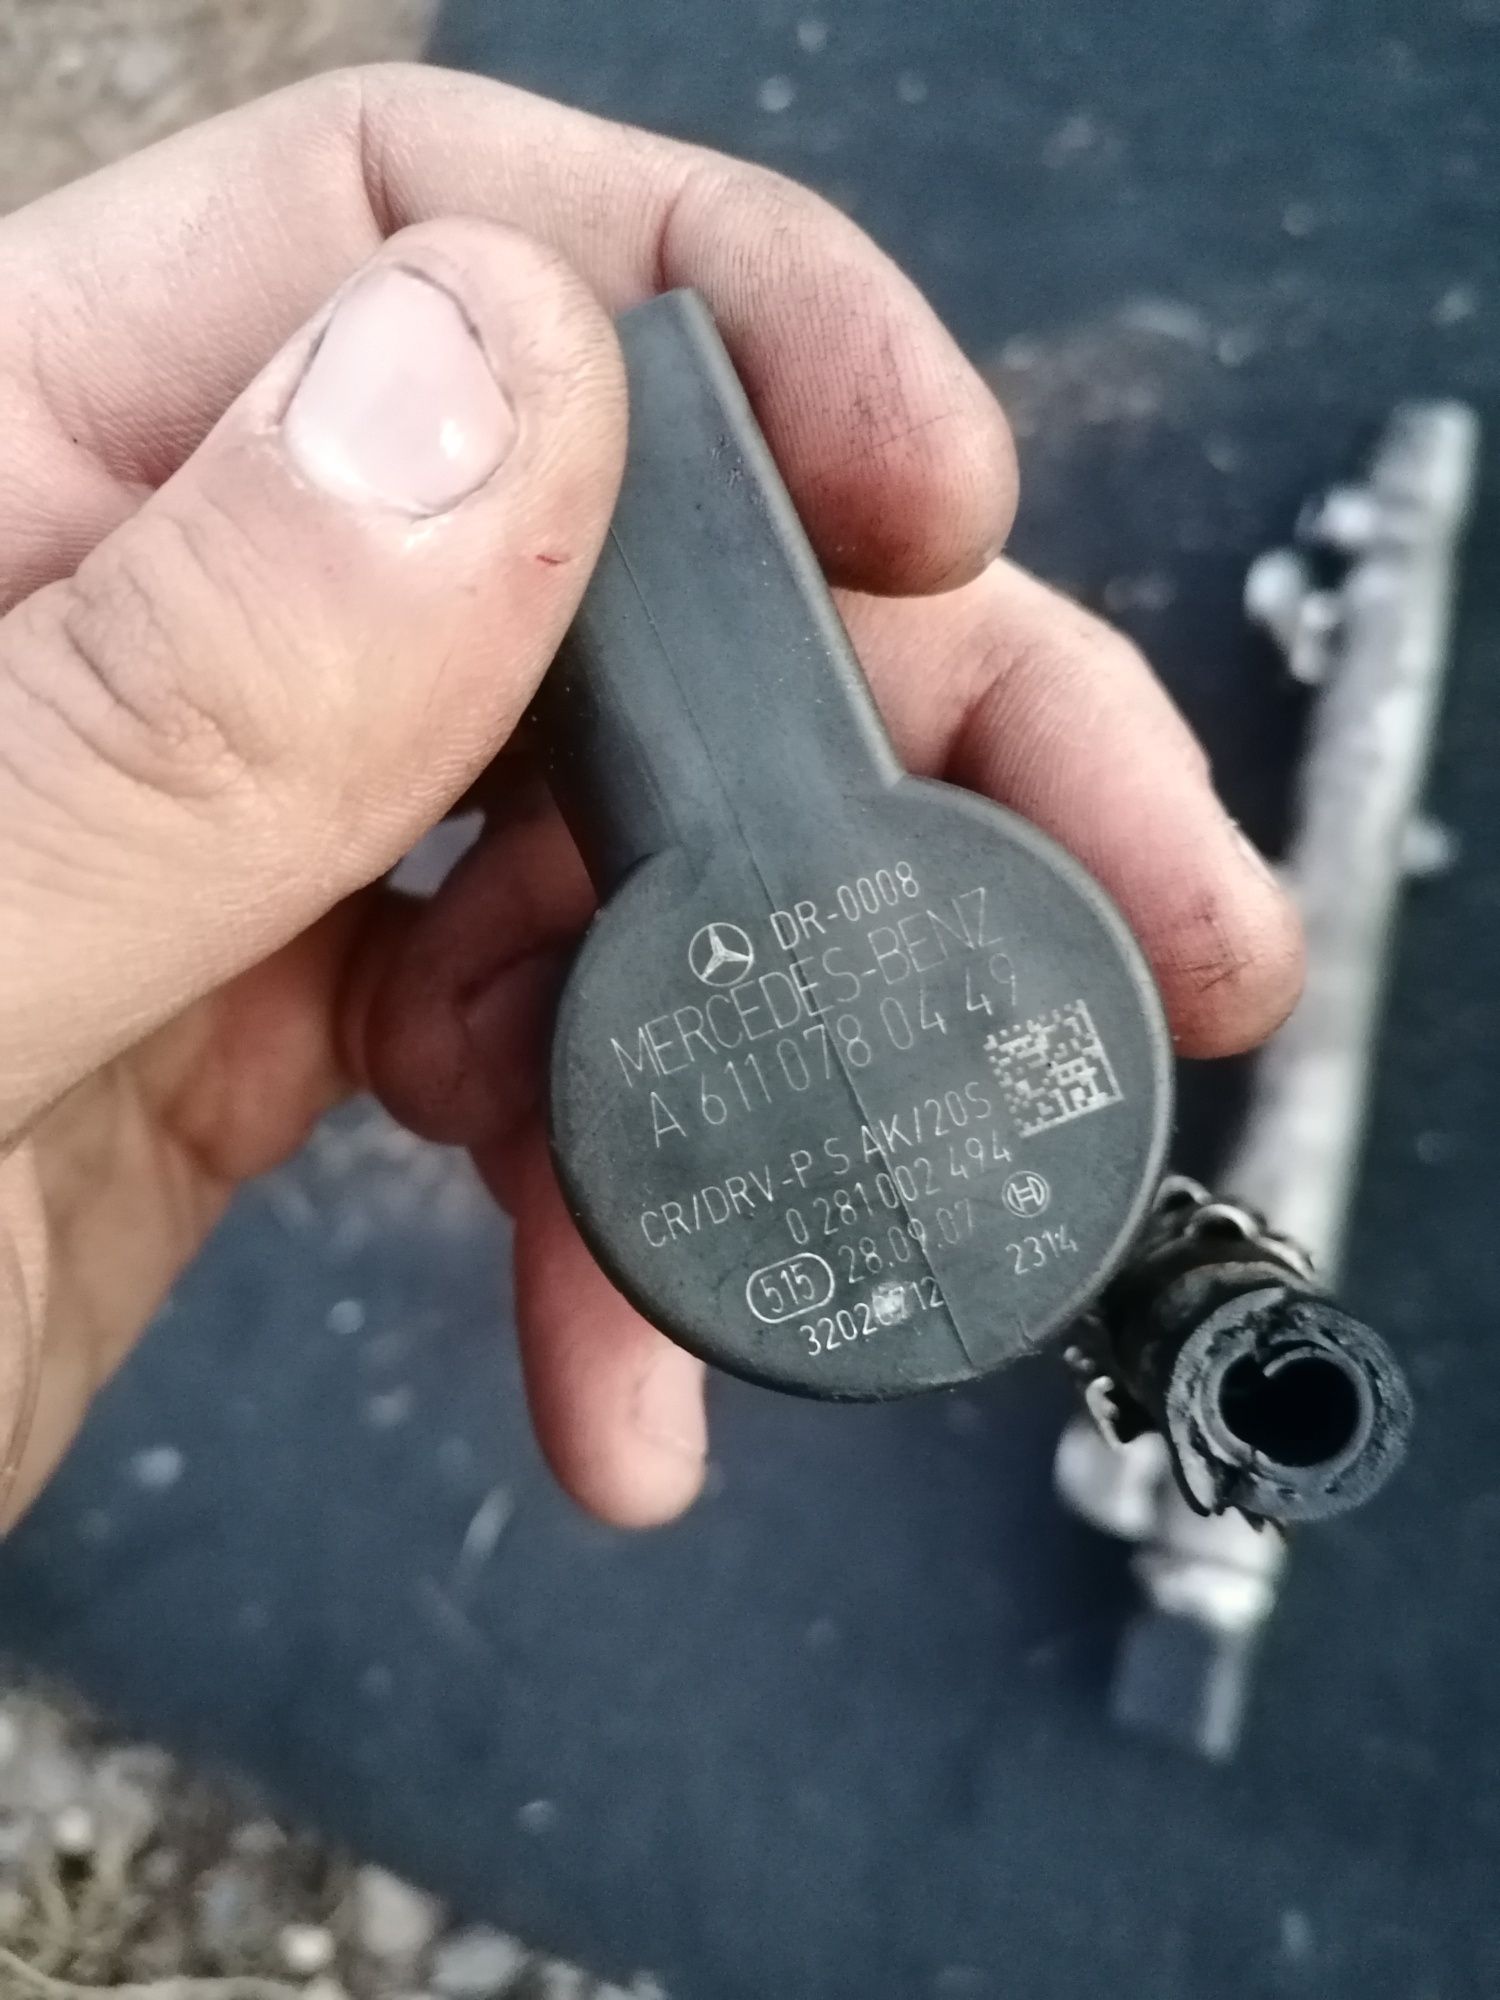 DR-0008
MERCEDES-BENZ
A 611 078 04 49
CR/DRV-P S AK/20S
0 281 002 494
515 28.09.07
2314